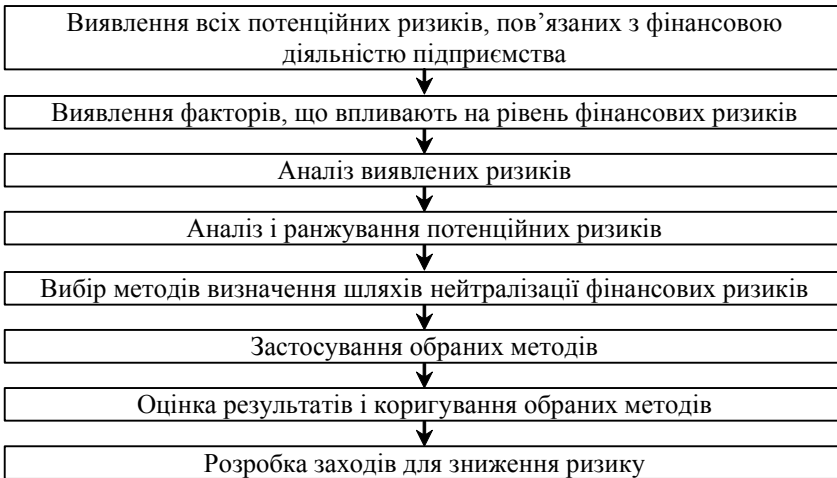 Виявлення всіх потенційних ризиків, пов’язаних з фінансовою
діяльністю підприємства
Виявлення факторів, що впливають на рівень фінансових ризиків
Аналіз виявлених ризиків
Аналіз і ранжування потенційних ризиків
Вибір методів визначення шляхів нейтралізації фінансових ризиків
Застосування обраних методів
Оцінка результатів і коригування обраних методів
Розробка заходів для зниження ризику